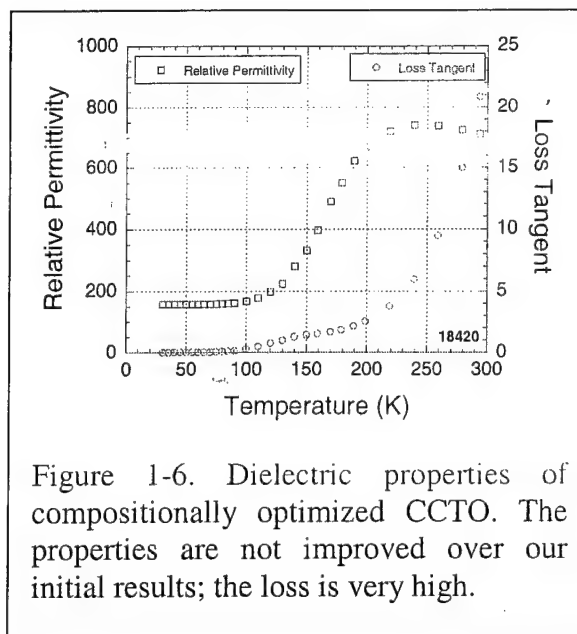 1000
25
Relative Permittivity
Loss Tangent
800
20
600
15
400
10
200
5
18420
0
0
0
50
100
150
200
250
300
Relative Permittivity
Loss Tangent
Temperature (K)
Figure 1-6. Dielectric properties of
compositionally optimized CCTO. The
properties are not improved over our
initial results; the loss is very high.